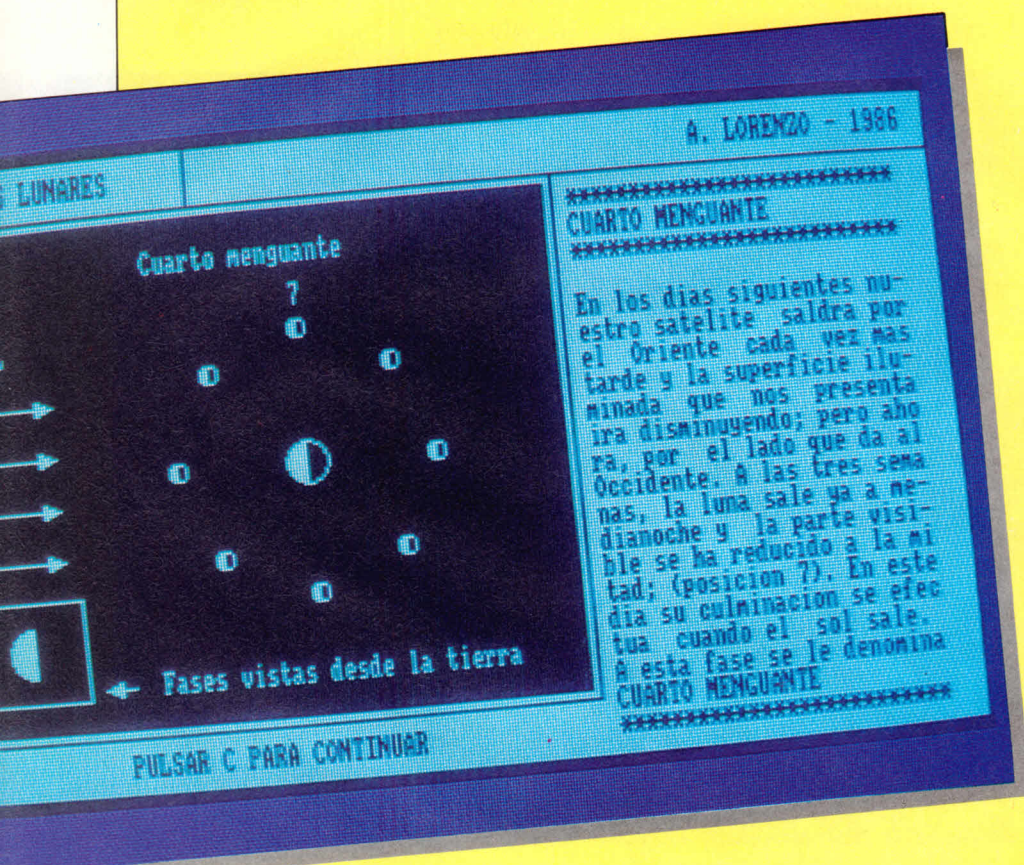 A. LORENZO - 1986
S LUNARES
Cuarto menguante
7
← Fases vistas desde la tierra
**************************
CUARTO MENGUANTE
**************************
En los dias siguientes nu-
estro satelite saldra por
el Oriente cada vez mas
tarde y la superficie ilu-
minada que nos presenta
ira disminuyendo; pero aho
ra, por el lado que da al
Occidente. A las tres sema
nas, la luna sale ya a me-
dianoche y la parte visi-
ble se ha reducido a la mi
tad; (posicion 7). En este
dia su culminacion se efec
tua cuando el sol sale.
A esta fase se le denomina
CUARTO MENGUANTE
**************************
PULSAR C PARA CONTINUAR